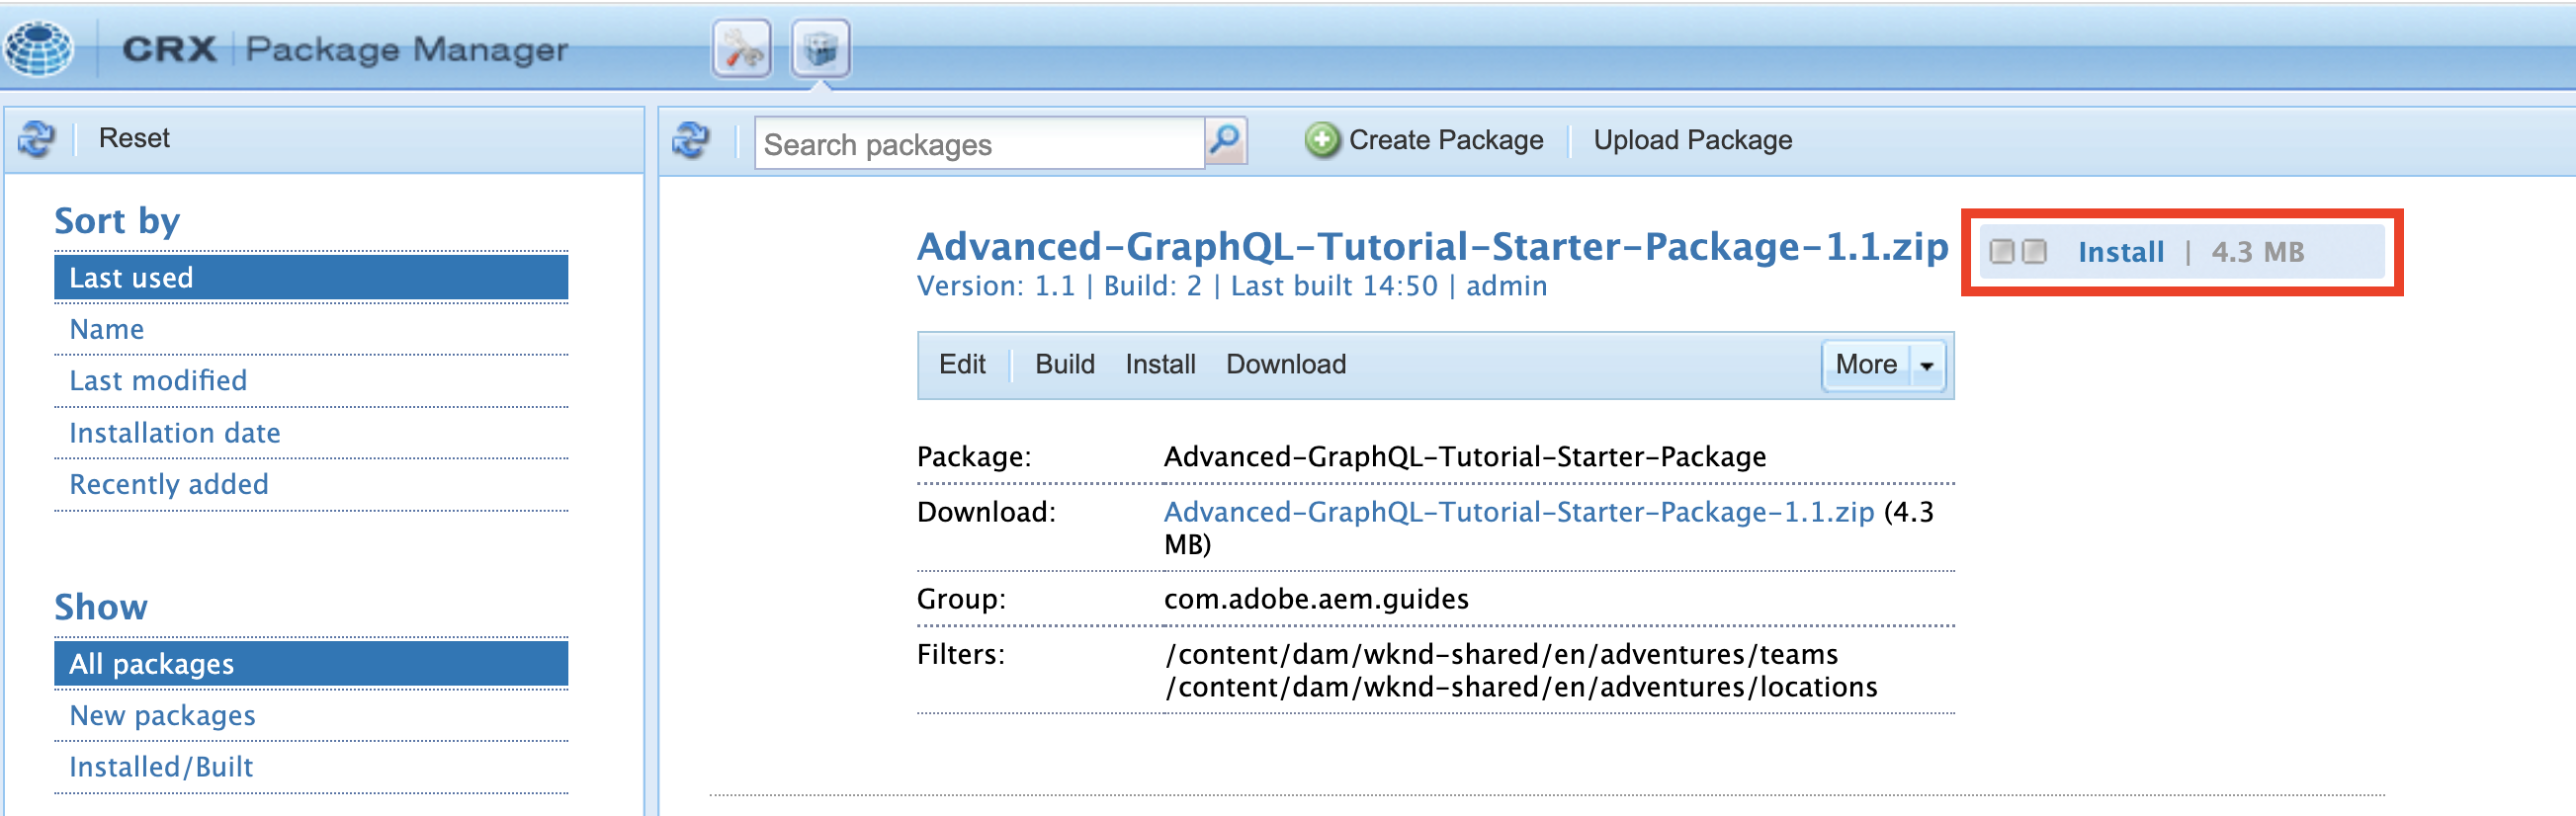 CRX | Package Manager
Reset
Search packages
Create Package
Upload Package
Sort by
Last used
Name
Last modified
Installation date
Recently added
Show
All packages
New packages
Installed/Built
Advanced-GraphQL-Tutorial-Starter-Package-1.1.zip
Install | 4.3 MB
Version: 1.1 | Build: 2 | Last built 14:50 | admin
Edit Build Install Download More
Package: Advanced-GraphQL-Tutorial-Starter-Package
Download: Advanced-GraphQL-Tutorial-Starter-Package-1.1.zip (4.3
MB)
Group: com.adobe.aem.guides
Filters: /content/dam/wknd-shared/en/adventures/teams
/content/dam/wknd-shared/en/adventures/locations